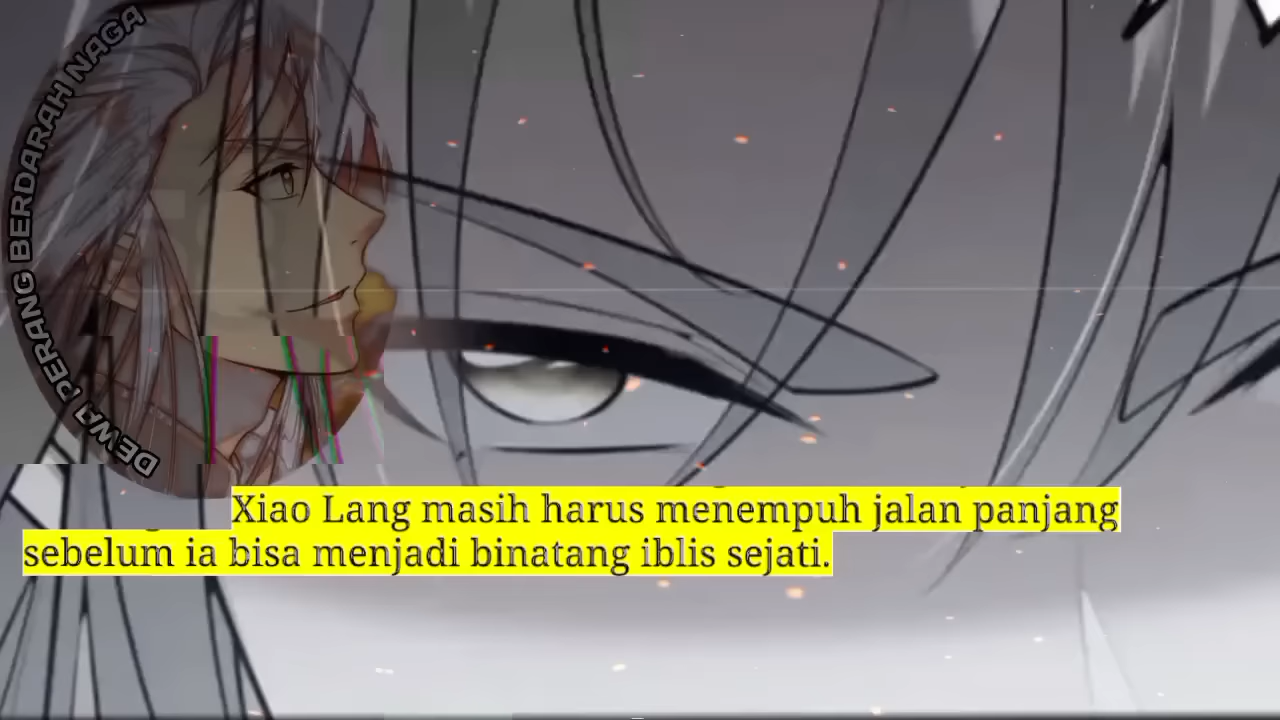 DEWA PERANG BERDARAH NAGA
Xiao Lang masih harus menempuh jalan panjang
sebelum ia bisa menjadi binatang iblis sejati.